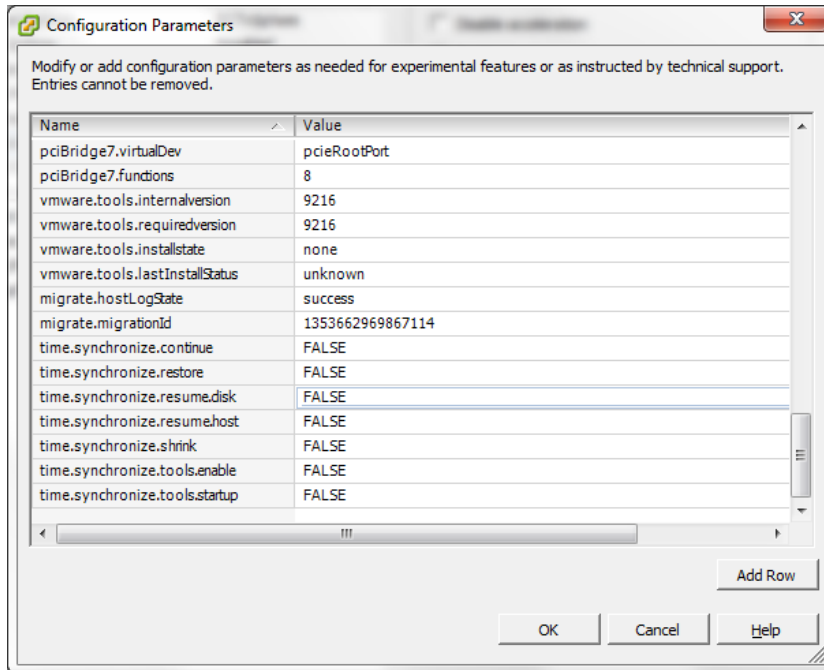 Configuration Parameters
Modify or add configuration parameters as needed for experimental features or as instructed by technical support.
Entries cannot be removed.
Name Value
pciBridge7.virtualDev pcieRootPort
pciBridge7.functions 8
vmware.tools.internalversion 9216
vmware.tools.requiredversion 9216
vmware.tools.installstate none
vmware.tools.lastInstallStatus unknown
migrate.hostLogState success
migrate.migrationId 1353662969867114
time.synchronize.continue FALSE
time.synchronize.restore FALSE
time.synchronize.resume.disk FALSE
time.synchronize.resume.host FALSE
time.synchronize.shrink FALSE
time.synchronize.tools.enable FALSE
time.synchronize.tools.startup FALSE
Add Row
OK Cancel Help